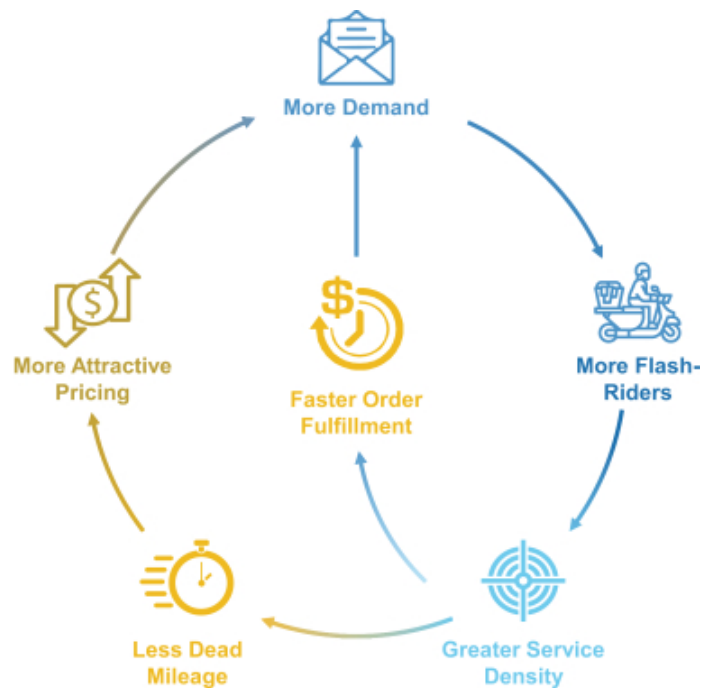 More Demand
More Attractive
Pricing
$
$
Faster Order
Fulfillment
More Flash-
Riders
Less Dead
Mileage
Greater Service
Density